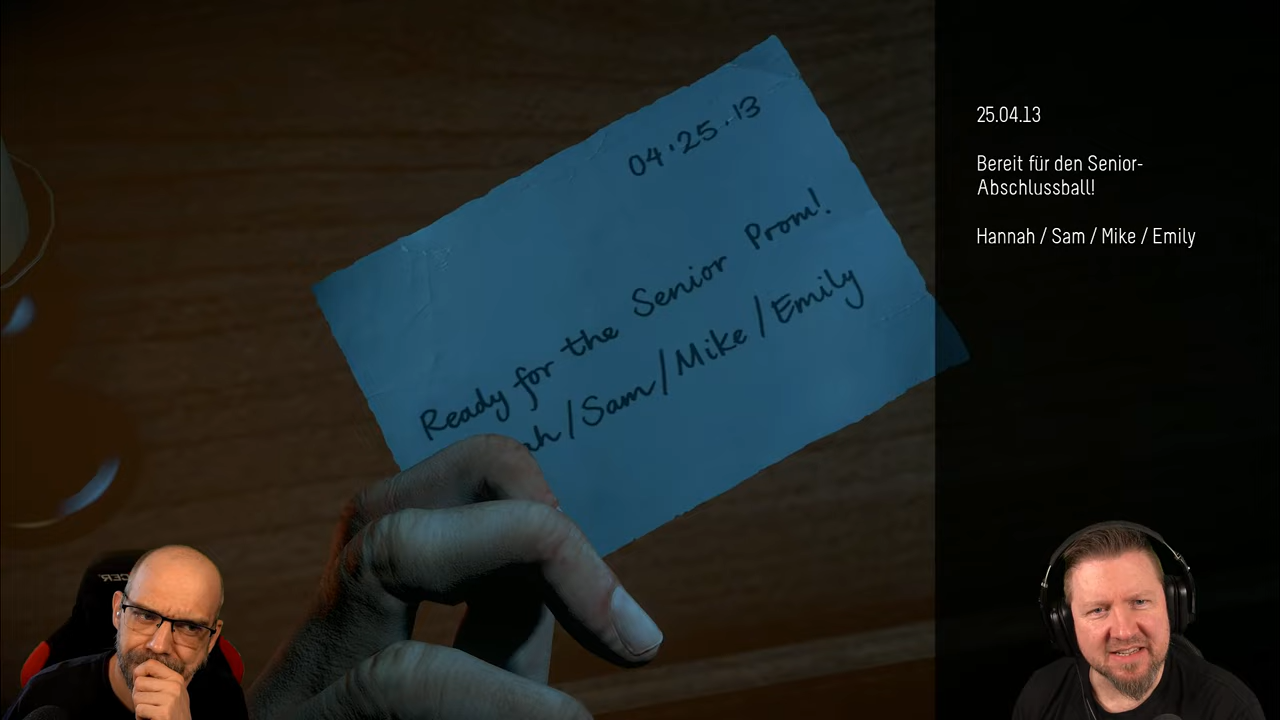 04.25.13
Ready for the Senior Prom!
ah/Sam/Mike/Emily
25.04.13
Bereit für den Senior-
Abschlussball!
Hannah / Sam / Mike / Emily